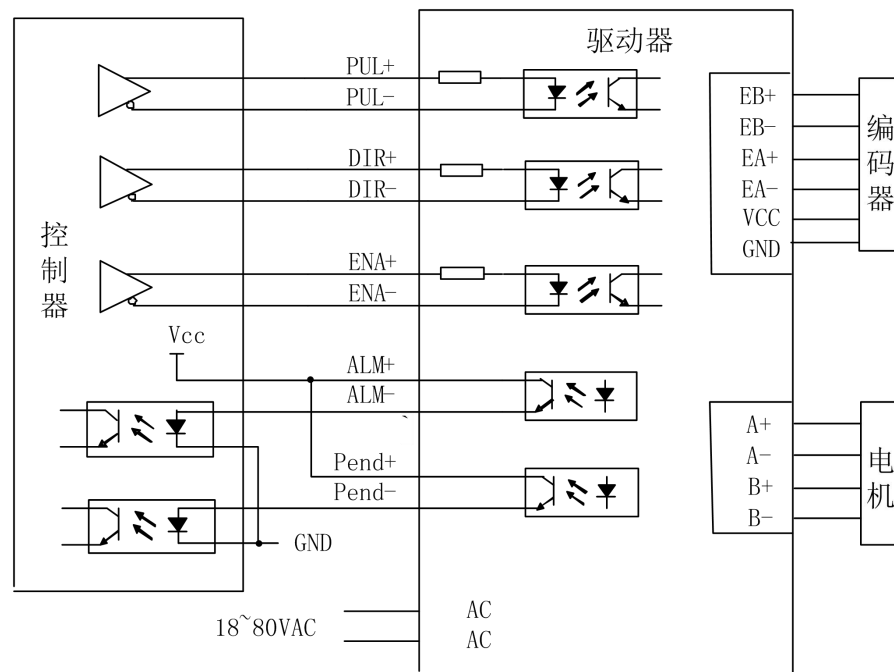 控制器
Vcc
GND
PUL+
PUL-
DIR+
DIR-
ENA+
ENA-
ALM+
ALM-
Pend+
Pend-
18~80VAC
驱动器
AC
AC
EB+
EB-
EA+
EA-
VCC
GND
编码器
A+
A-
B+
B-
电机